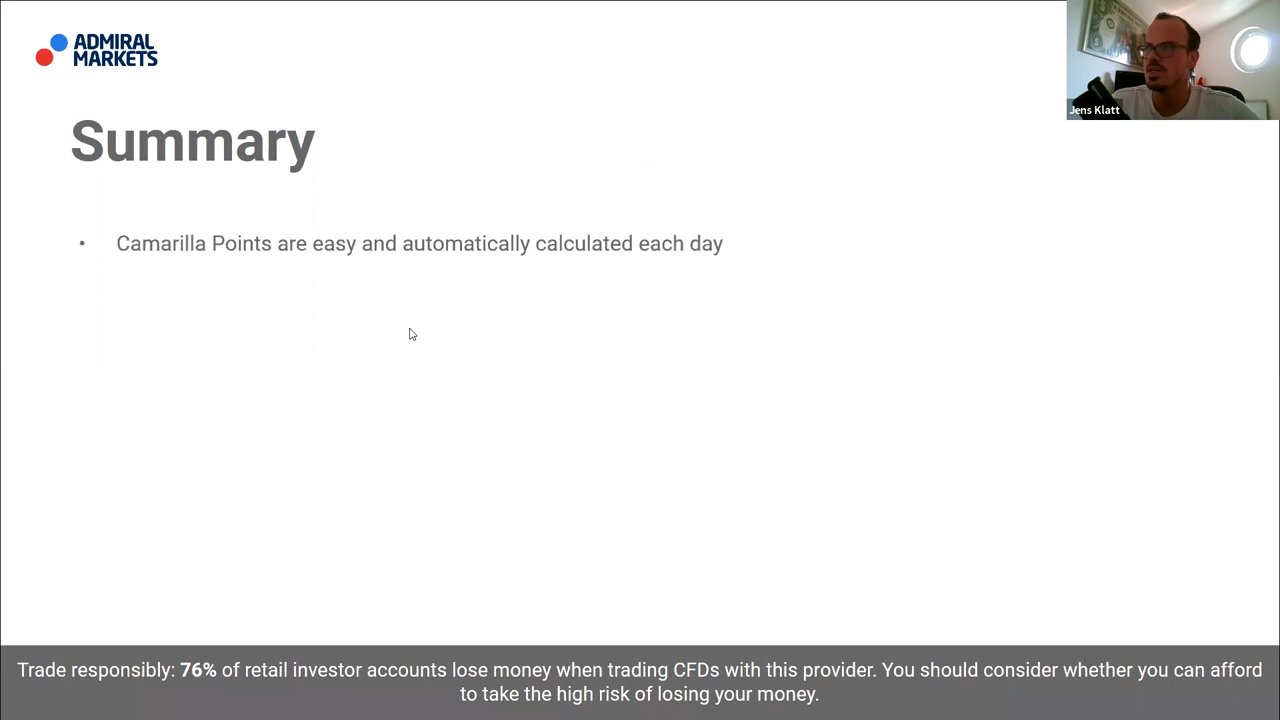 ADMIRAL
MARKETS
Jens Klatt
Summary
• Camarilla Points are easy and automatically calculated each day
Trade responsibly: 76% of retail investor accounts lose money when trading CFDs with this provider. You should consider whether you can afford
to take the high risk of losing your money.